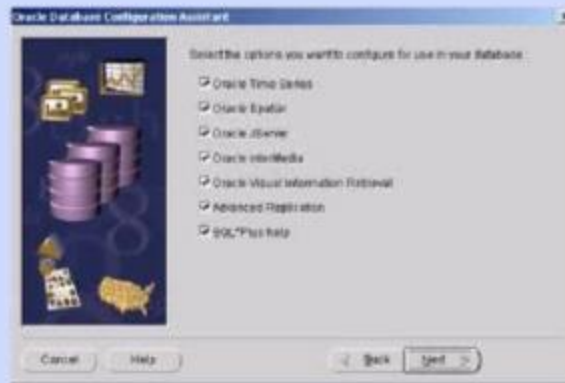 Oracle Database Configuration Assistant
Select the options you want to configure for use in your database
Oracle Time Series
Oracle Spatial
Oracle JServer
Oracle interMedia
Oracle Visual Information Retrieval
Advanced Replication
SQL*Plus help
Cancel
Help
Back
Next